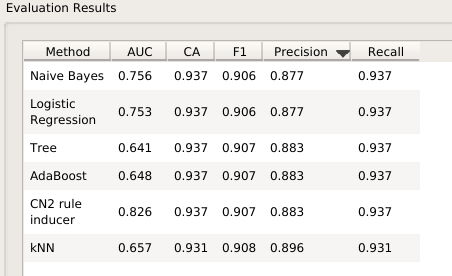 Evaluation Results
Method AUC CA F1 Precision Recall
Naive Bayes 0.756 0.937 0.906 0.877 0.937
Logistic
Regression 0.753 0.937 0.906 0.877 0.937
Tree 0.641 0.937 0.907 0.883 0.937
AdaBoost 0.648 0.937 0.907 0.883 0.937
CN2 rule
inducer 0.826 0.937 0.907 0.883 0.937
kNN 0.657 0.931 0.908 0.896 0.931